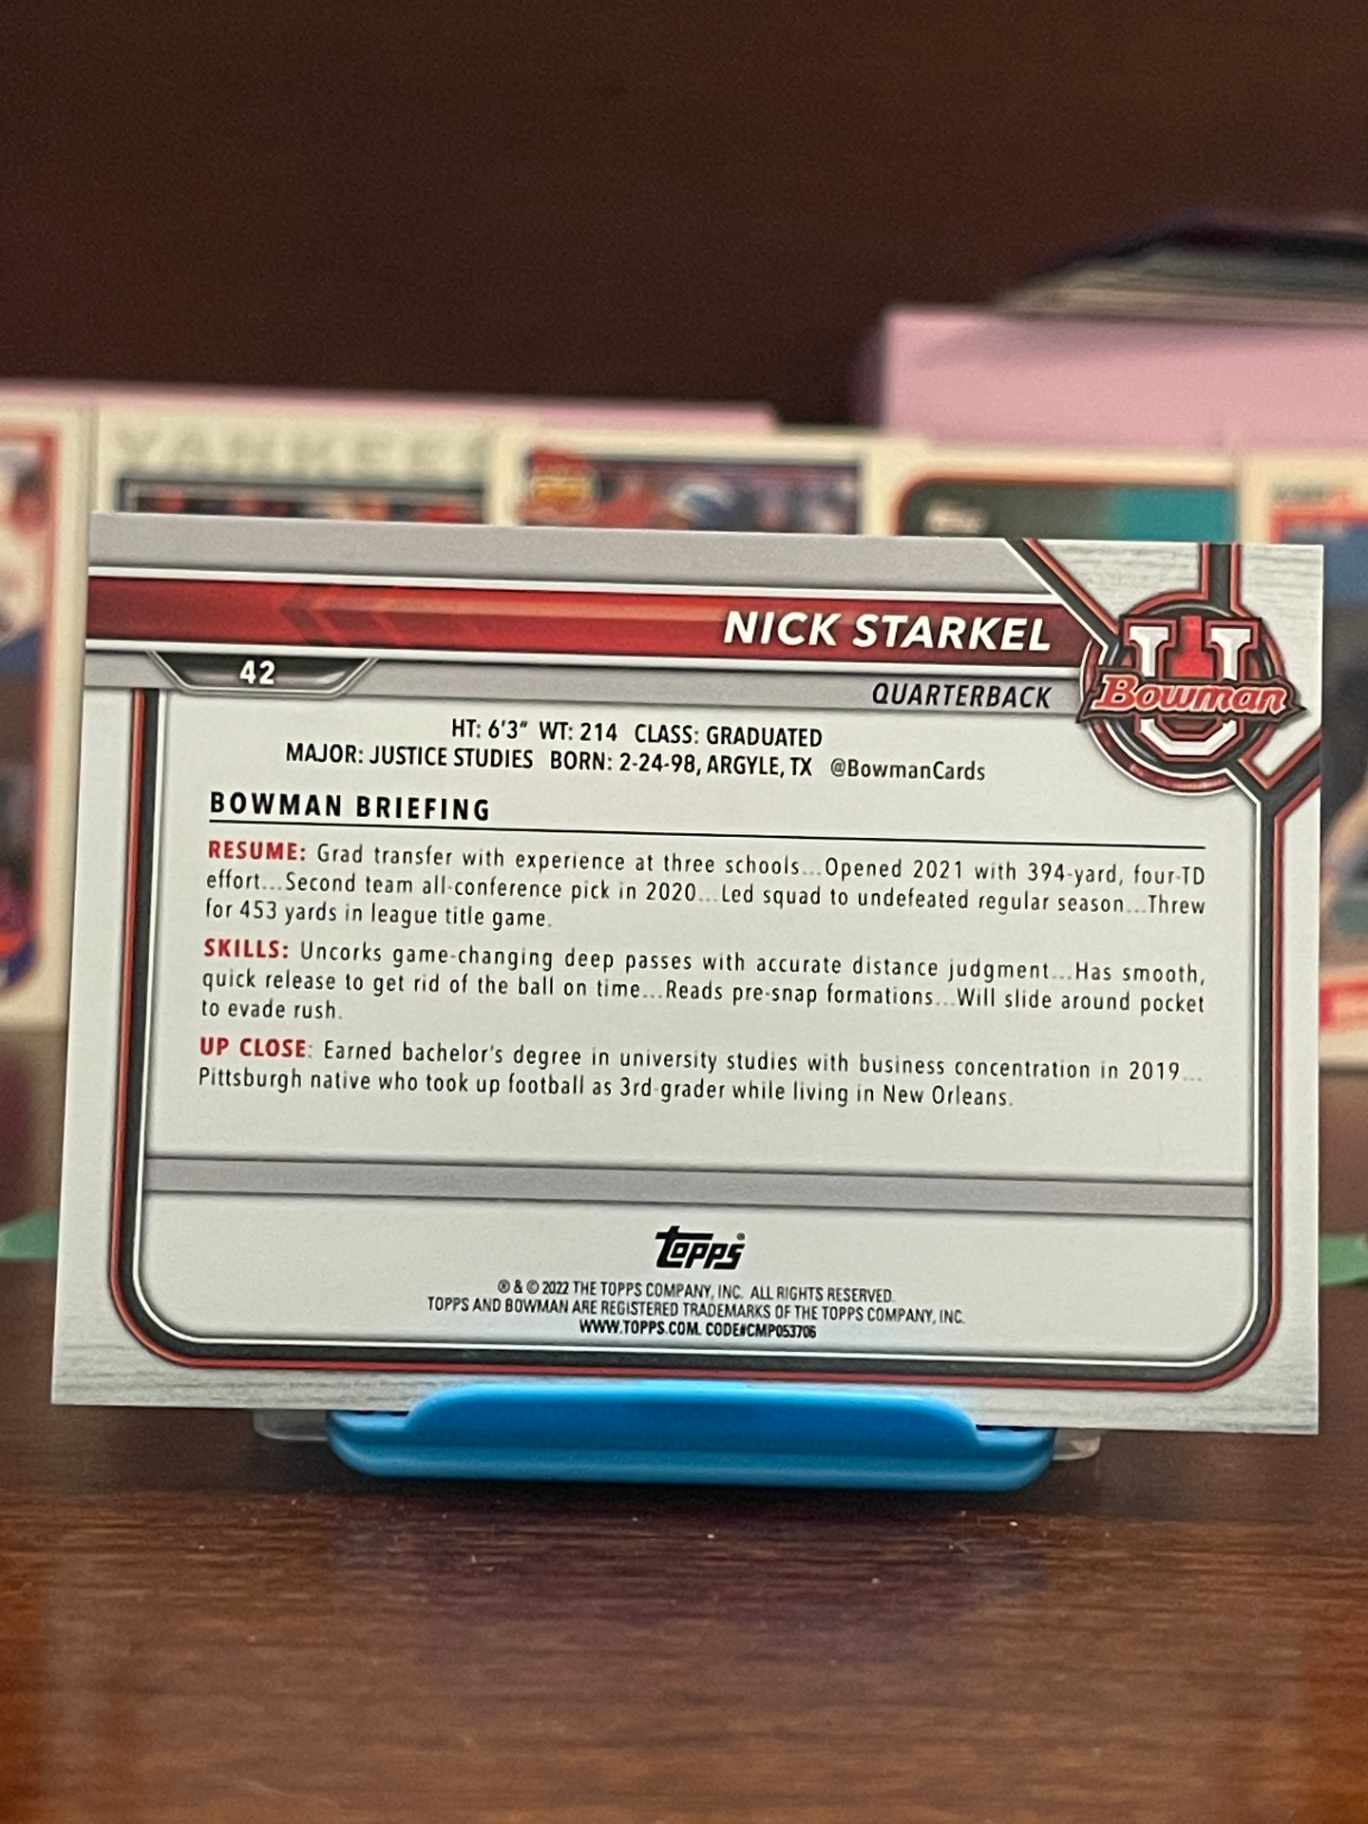 YANKEES
NICK STARKEL
42
QUARTERBACK
U
Bowman
HT: 6'3" WT: 214 CLASS: GRADUATED
MAJOR: JUSTICE STUDIES BORN: 2-24-98, ARGYLE, TX @BowmanCards
BOWMAN BRIEFING
RESUME: Grad transfer with experience at three schools...Opened 2021 with 394-yard, four-TD
effort...Second team all-conference pick in 2020...Led squad to undefeated regular season...Threw
for 453 yards in league title game.
SKILLS: Uncorks game-changing deep passes with accurate distance judgment...Has smooth,
quick release to get rid of the ball on time...Reads pre-snap formations...Will slide around pocket
to evade rush.
UP CLOSE: Earned bachelor's degree in university studies with business concentration in 2019...
Pittsburgh native who took up football as 3rd-grader while living in New Orleans.
Topps®
® & © 2022 THE TOPPS COMPANY, INC. ALL RIGHTS RESERVED.
TOPPS AND BOWMAN ARE REGISTERED TRADEMARKS OF THE TOPPS COMPANY, INC.
WWW.TOPPS.COM. CODE#CMP053706